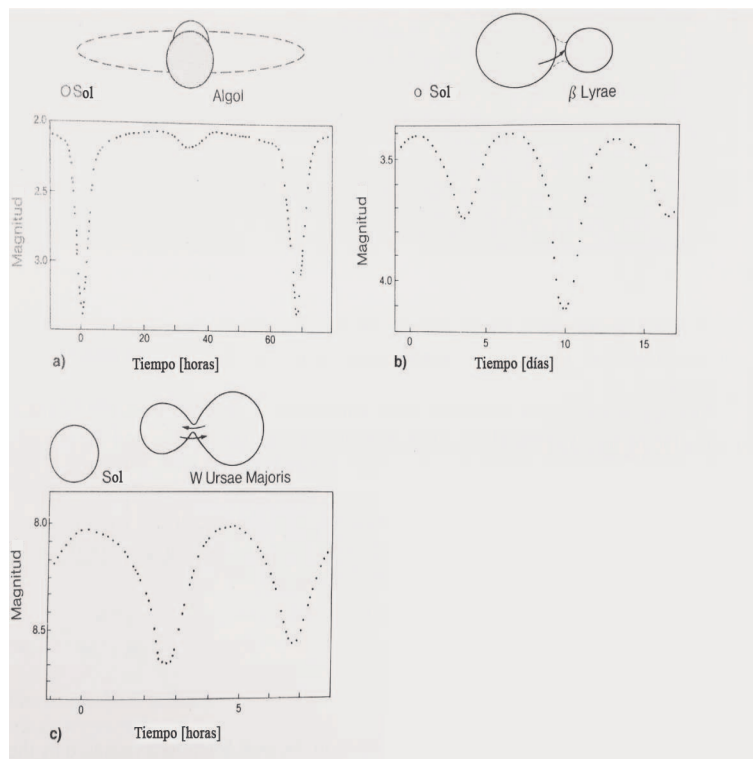 Sol
Algol
2.0
2.5
3.0
Magnitud
0 20 40 60
a)
Tiempo [horas]
o Sol
β Lyrae
3.5
4.0
Magnitud
0 5 10 15
b)
Tiempo [días]
Sol
W Ursae Majoris
8.0
8.5
Magnitud
0 5
c)
Tiempo [horas]